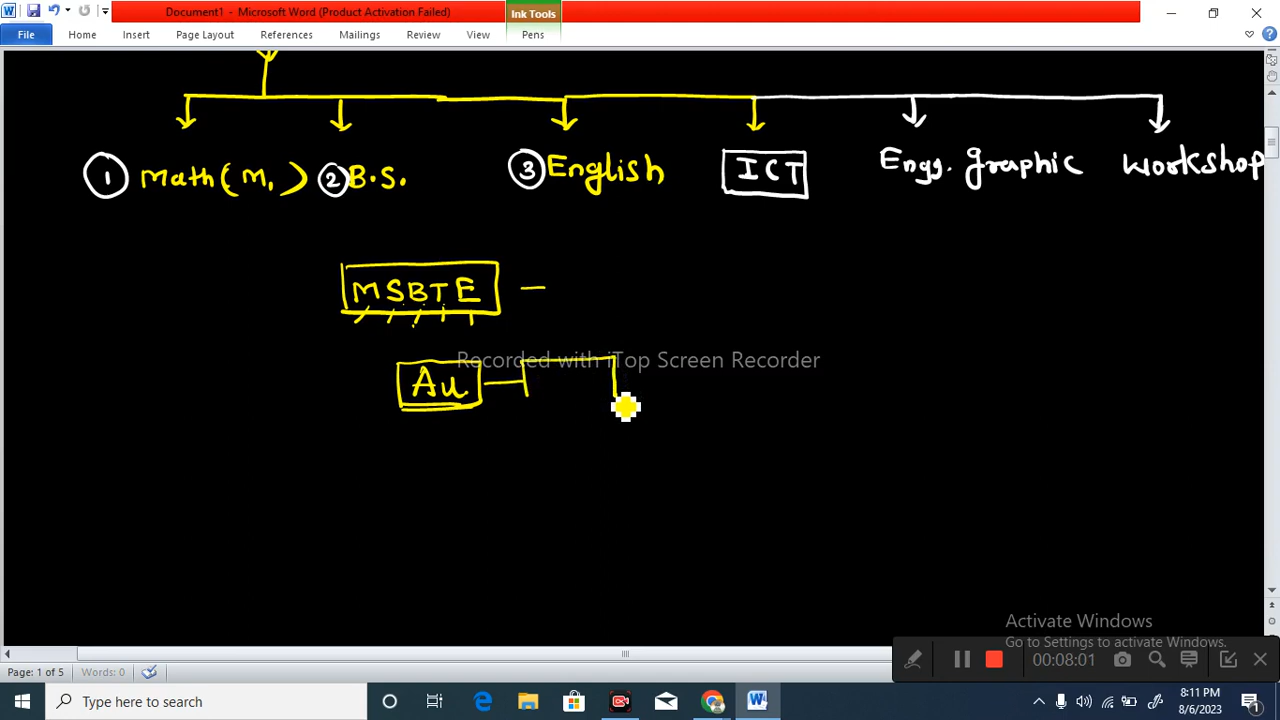 Document1 - Microsoft Word (Product Activation Failed)
Ink Tools
File Home Insert Page Layout References Mailings Review View Pens
1 Math(M1) 2 B.S. 3 English ICT Engg. graphic Workshop
MSBTE -
Recorded with iTop Screen Recorder
Au
Activate Windows
Go to Settings to activate Windows.
00:08:01
Page: 1 of 5 Words: 0
Type here to search
8:11 PM
8/6/2023